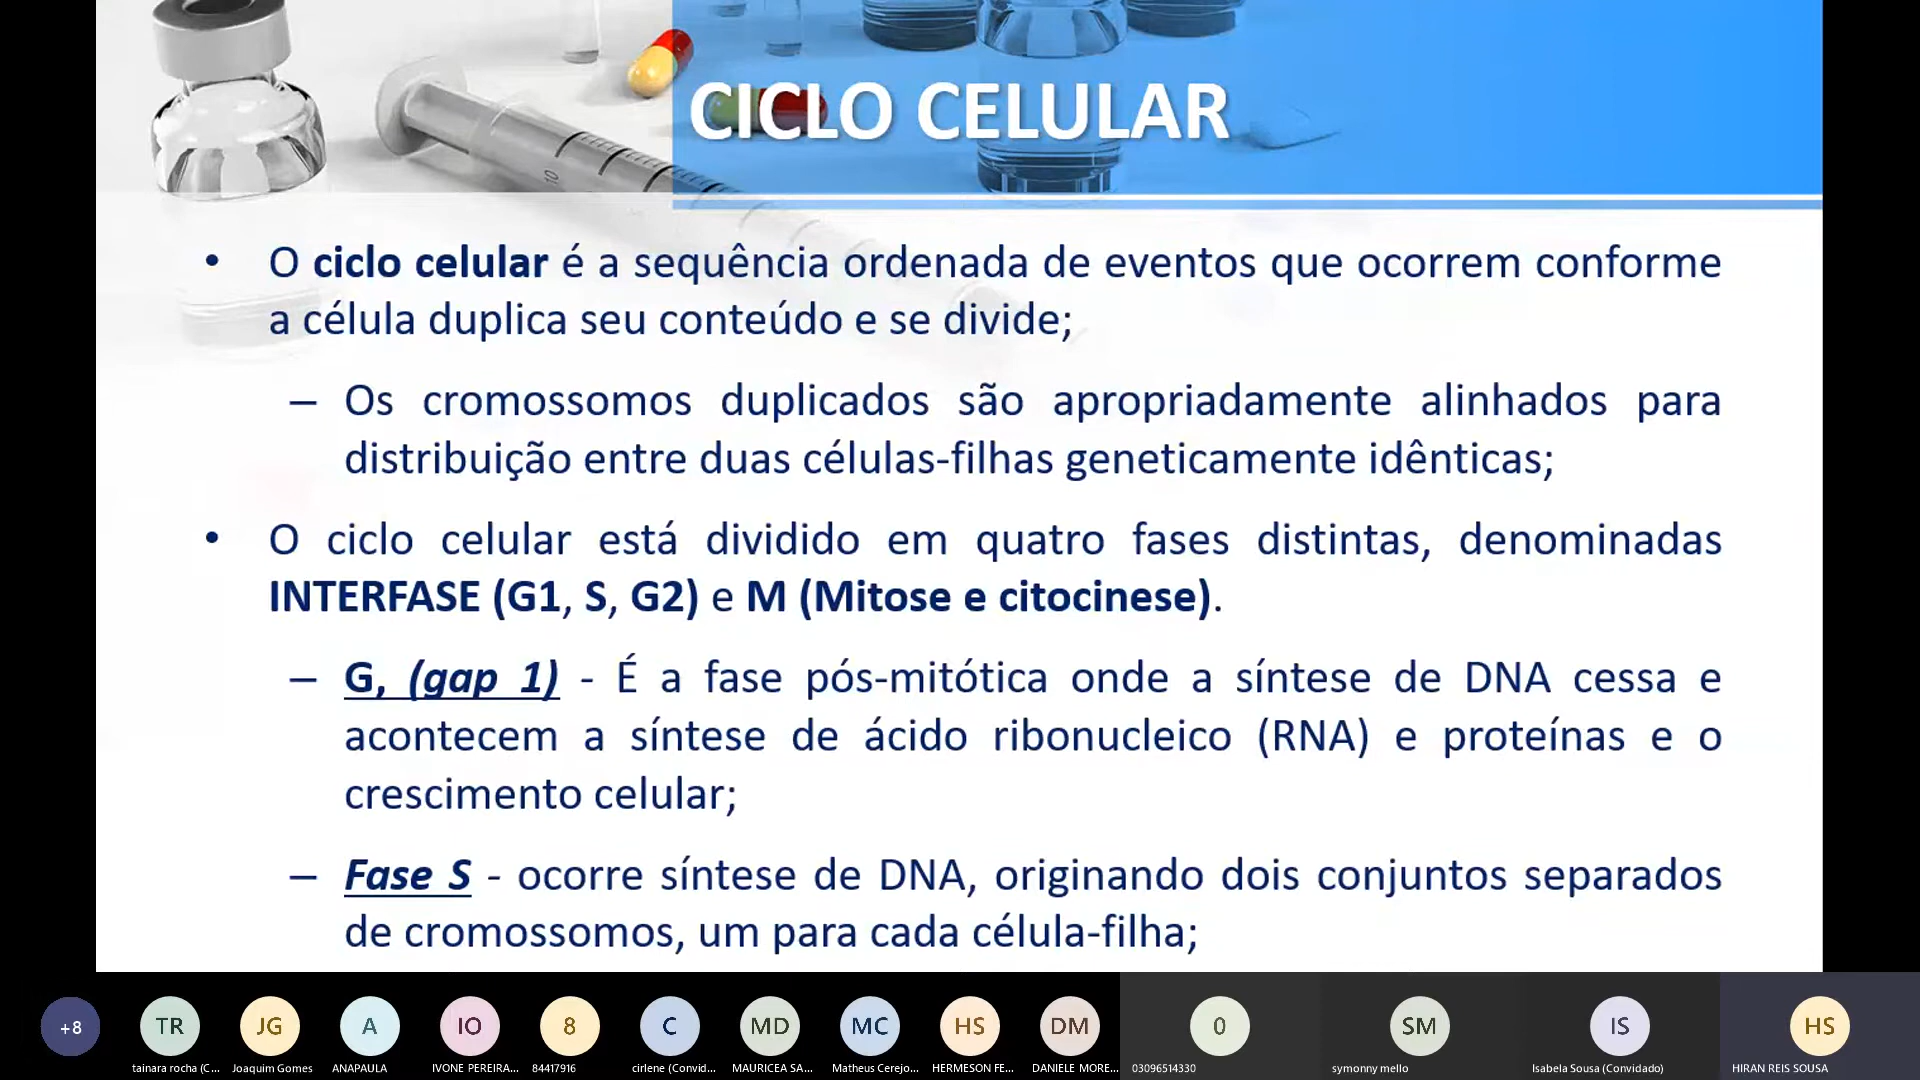 CICLO CELULAR
• O ciclo celular é a sequência ordenada de eventos que ocorrem conforme
a célula duplica seu conteúdo e se divide;
– Os cromossomos duplicados são apropriadamente alinhados para
distribuição entre duas células-filhas geneticamente idênticas;
• O ciclo celular está dividido em quatro fases distintas, denominadas
INTERFASE (G1, S, G2) e M (Mitose e citocinese).
– G, (gap 1) - É a fase pós-mitótica onde a síntese de DNA cessa e
acontecem a síntese de ácido ribonucleico (RNA) e proteínas e o
crescimento celular;
– Fase S - ocorre síntese de DNA, originando dois conjuntos separados
de cromossomos, um para cada célula-filha;
10
+8 TR JG A IO 8 C MD MC HS DM 0 SM IS HS
tainara rocha (C... Joaquim Gomes ANAPAULA IVONE PEREIRA... 84417916 cirlene (Convid... MAURICEA SA... Matheus Cerejo... HERMESON FE... DANIELE MORE... 03096514330 symonny mello Isabela Sousa (Convidado) HIRAN REIS SOUSA